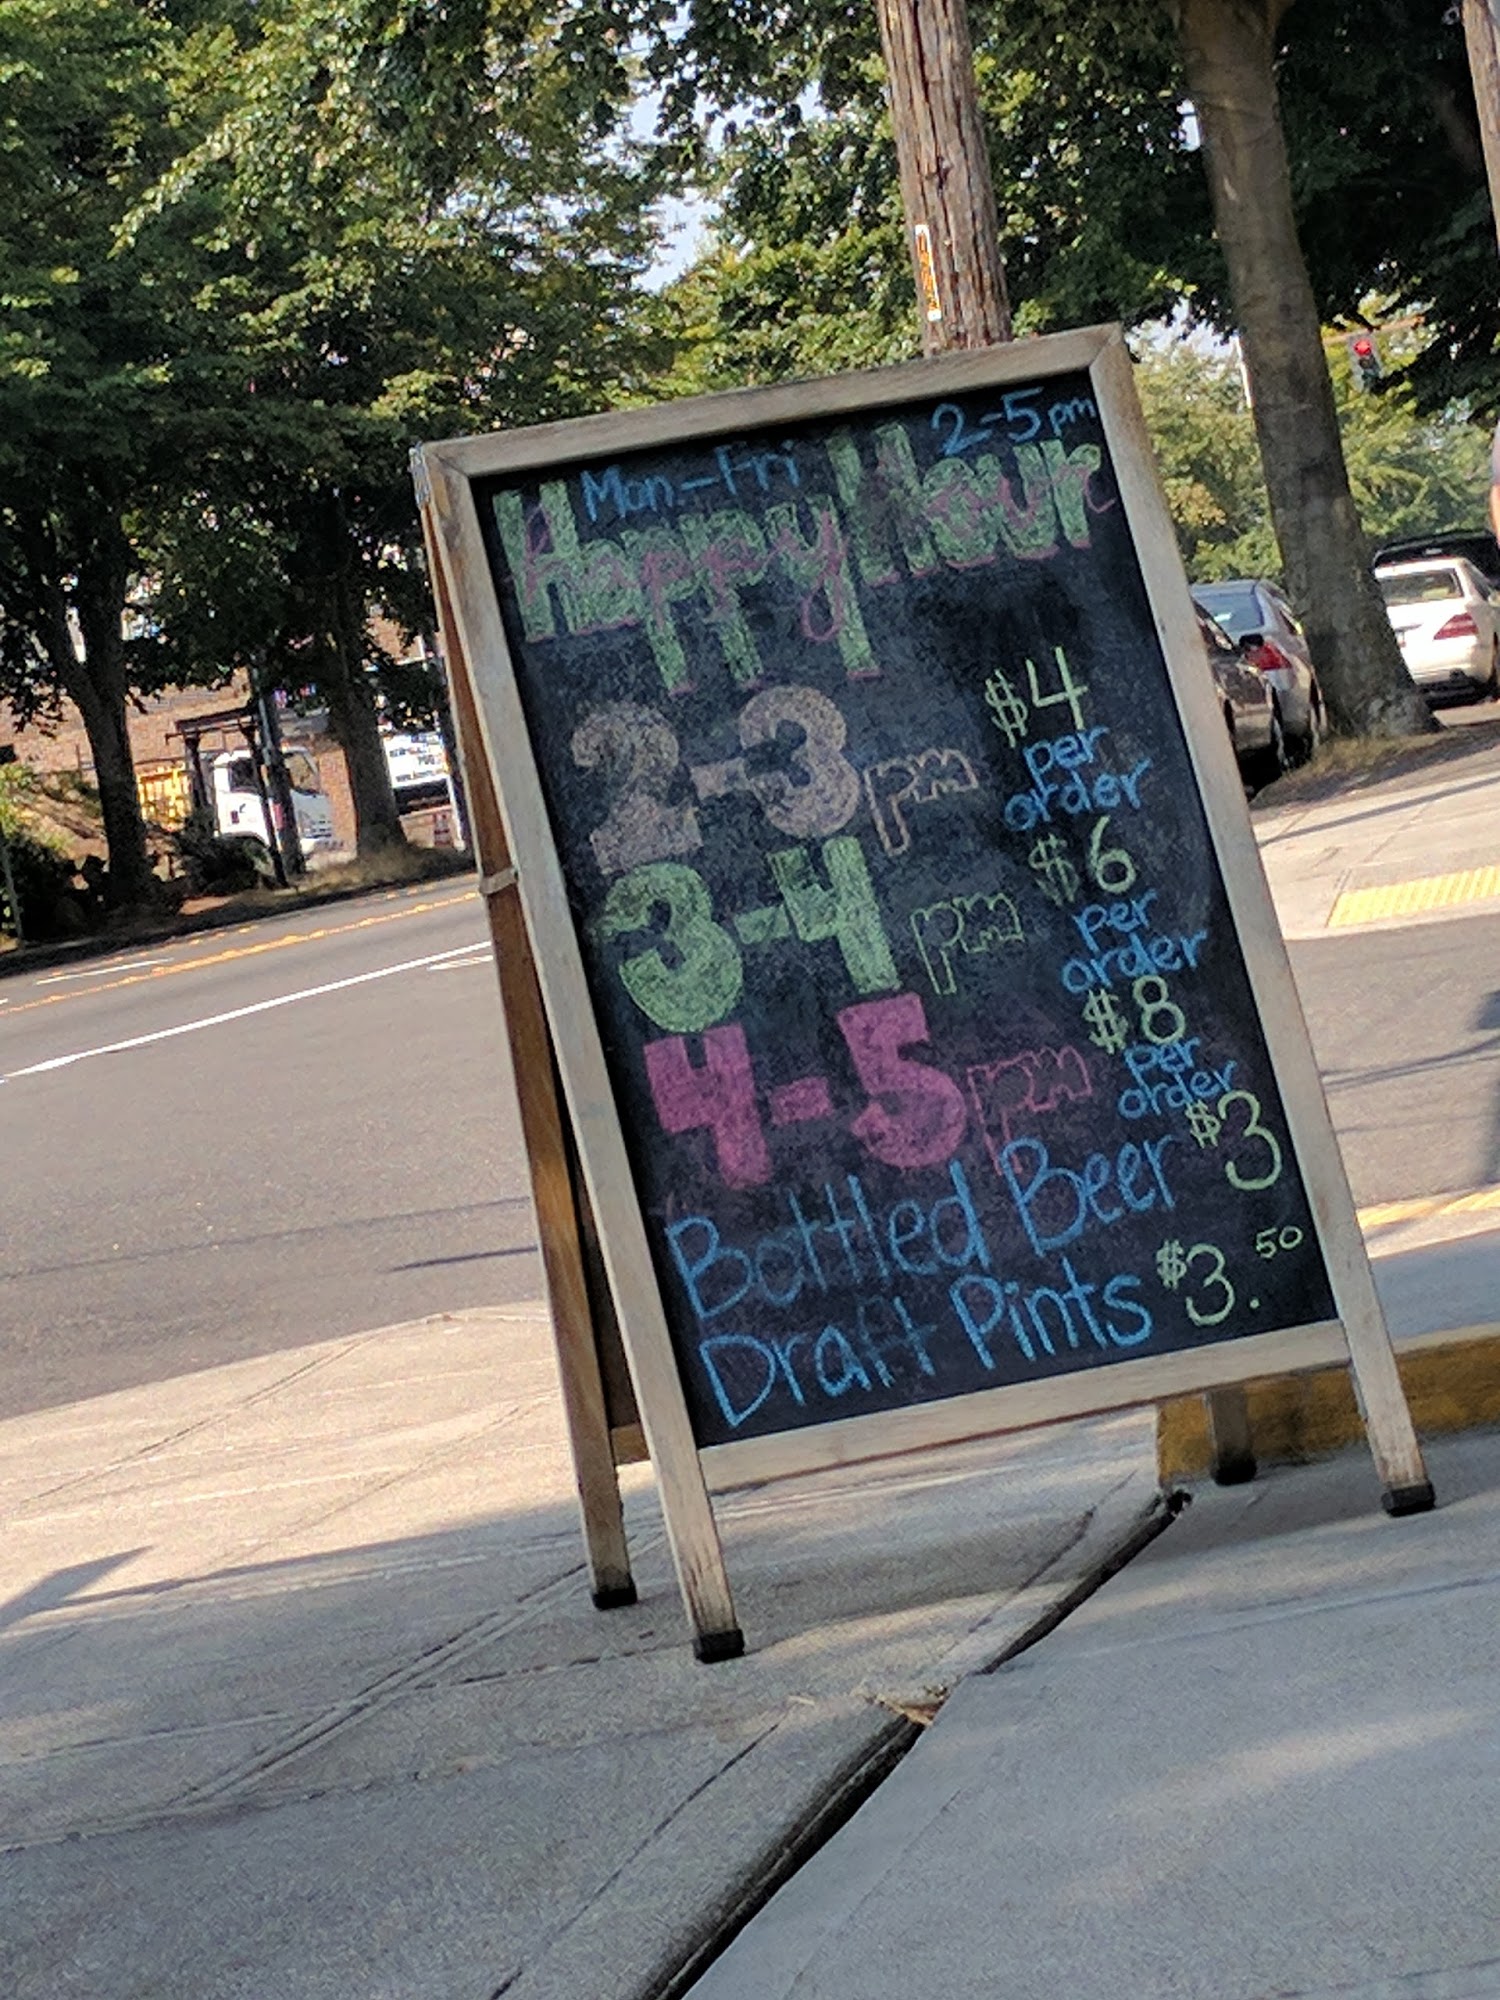 Mon-Fri 2-5pm
Happy Hour
2-3pm $4 per order
3-4pm $6 per order
4-5pm $8 per order
Bottled Beer $3
Draft Pints $3.50